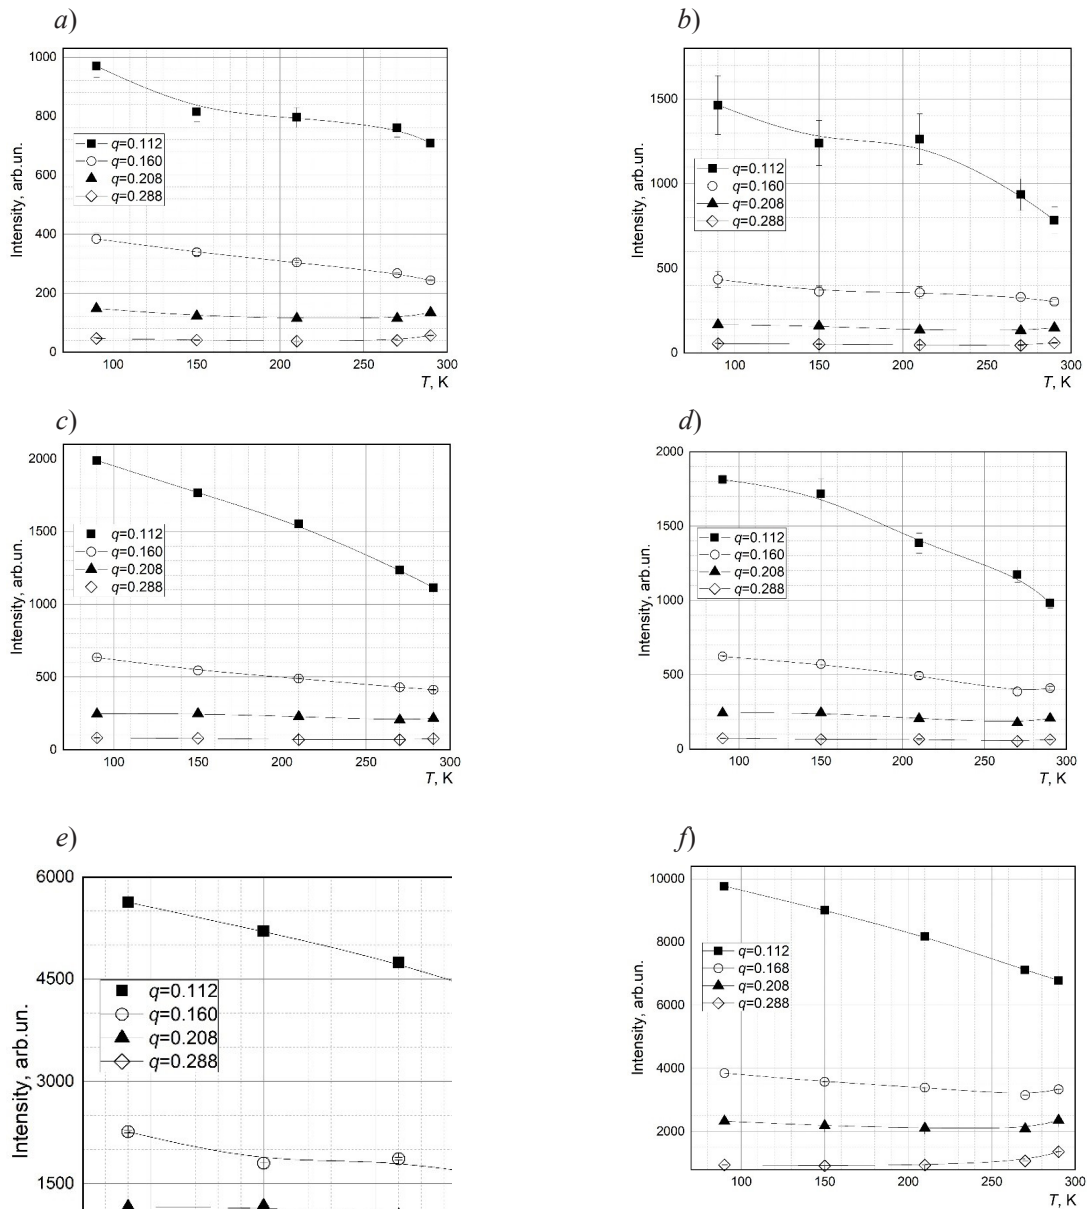 a)
1000
800
600
400
200
0
Intensity, arb.un.
q=0.112
q=0.160
q=0.208
q=0.288
100 150 200 250 300
T, K
b)
1500
1000
500
0
Intensity, arb.un.
q=0.112
q=0.160
q=0.208
q=0.288
100 150 200 250 300
T, K
c)
2000
1500
1000
500
0
Intensity, arb.un.
q=0.112
q=0.160
q=0.208
q=0.288
100 150 200 250 300
T, K
d)
2000
1500
1000
500
0
Intensity, arb.un.
q=0.112
q=0.160
q=0.208
q=0.288
100 150 200 250 300
T, K
e)
6000
4500
3000
1500
Intensity, arb.un.
q=0.112
q=0.160
q=0.208
q=0.288
f)
10000
8000
6000
4000
2000
Intensity, arb.un.
q=0.112
q=0.168
q=0.208
q=0.288
100 150 200 250 300
T, K